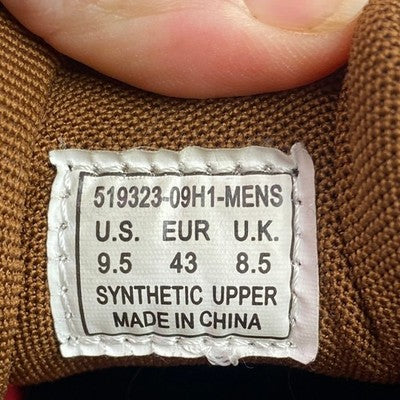 519323-09H1-MENS
U.S. EUR U.K.
9.5 43 8.5
SYNTHETIC UPPER
MADE IN CHINA